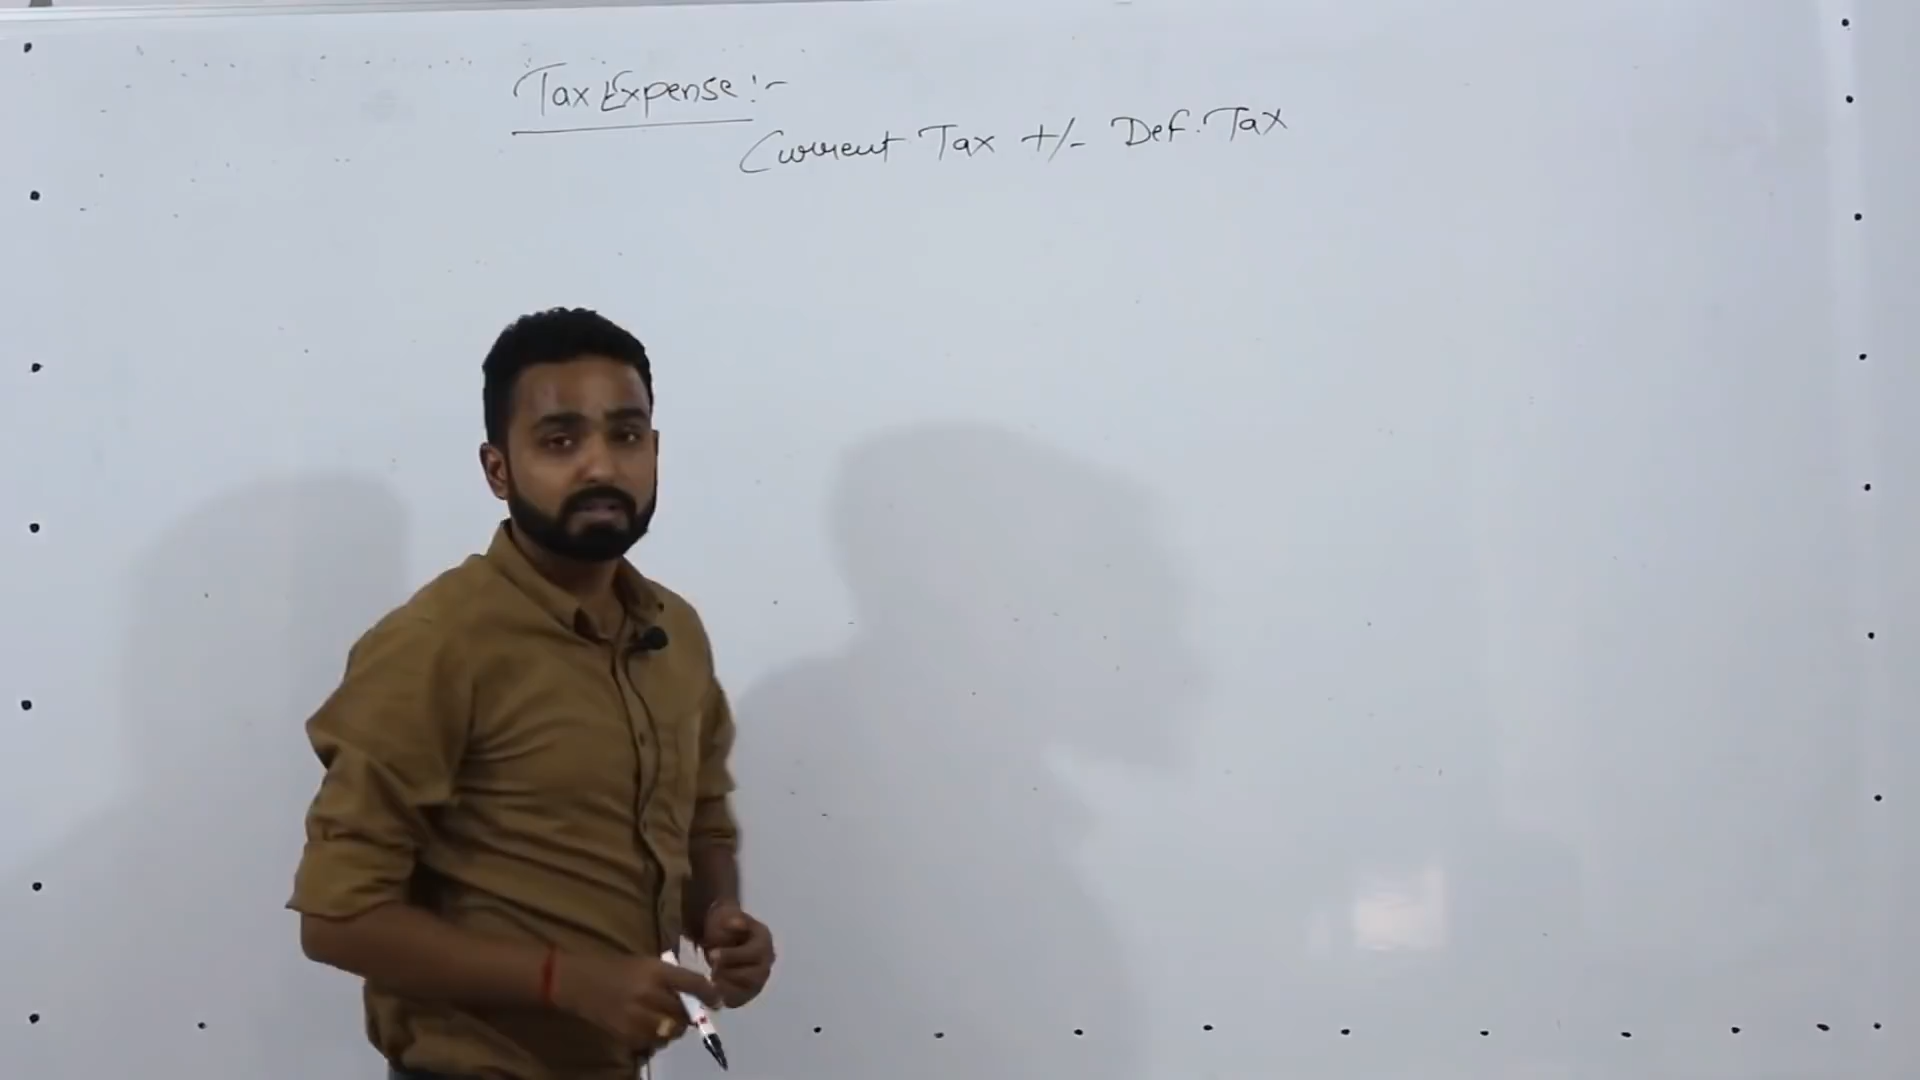 Tax Expense :-
Current Tax +/- Def. Tax